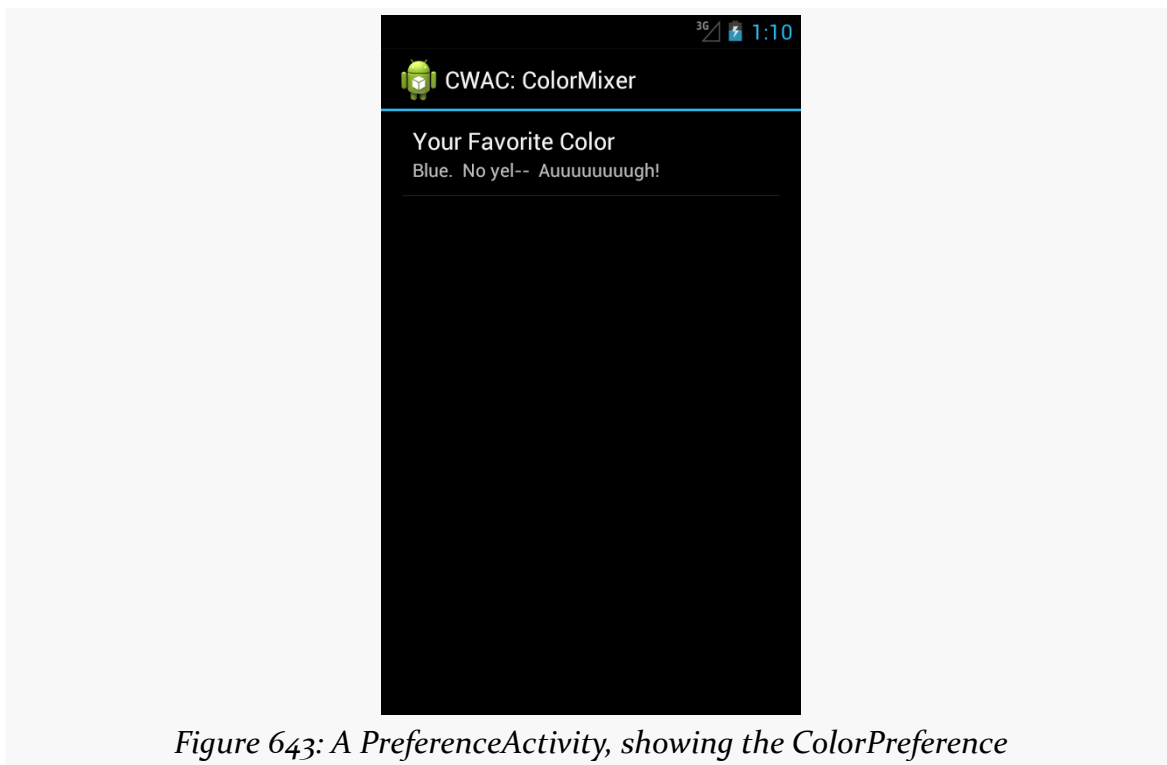 3G 1:10
CWAC: ColorMixer
Your Favorite Color
Blue.  No yel--  Auuuuuuuugh!
Figure 643: A PreferenceActivity, showing the ColorPreference